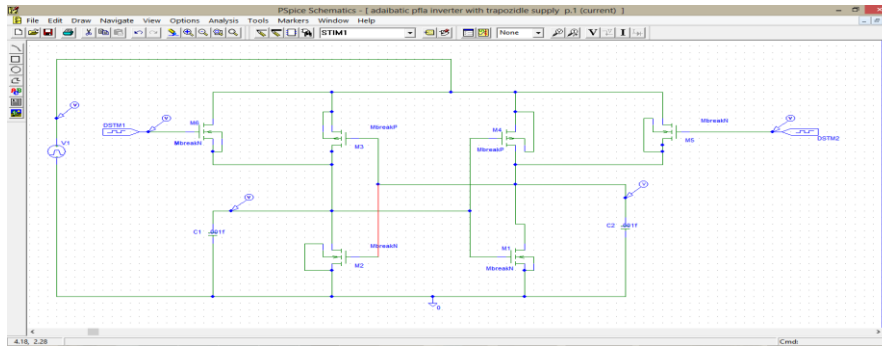 PSpice Schematics - [ adaibatic pfla inverter with trapozidle supply p.1 (current) ]
File Edit Draw Navigate View Options Analysis Tools Markers Window Help
STIM1
None
V
I
DSTM1
V
M6
MbreakN
MbreakP
M3
M4
MbreakP
MbreakN
M5
V
DSTM2
V
V1
V
V
C1
.01f
C2
.01f
MbreakN
M2
M1
MbreakN
0
4.18, 2.28
Cmd: